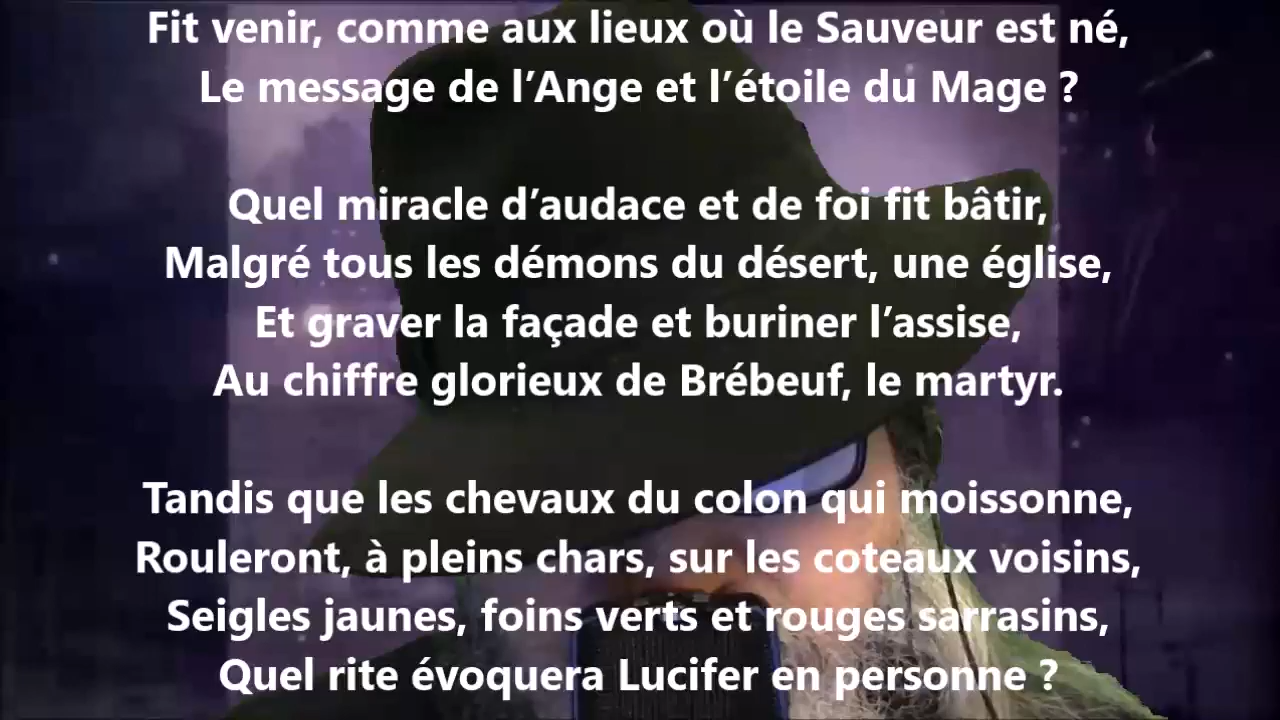 Fit venir, comme aux lieux où le Sauveur est né,
Le message de l’Ange et l’étoile du Mage ?
Quel miracle d’audace et de foi fit bâtir,
Malgré tous les démons du désert, une église,
Et graver la façade et buriner l’assise,
Au chiffre glorieux de Brébeuf, le martyr.
Tandis que les chevaux du colon qui moissonne,
Rouleront, à pleins chars, sur les coteaux voisins,
Seigles jaunes, foins verts et rouges sarrasins,
Quel rite évoquera Lucifer en personne ?